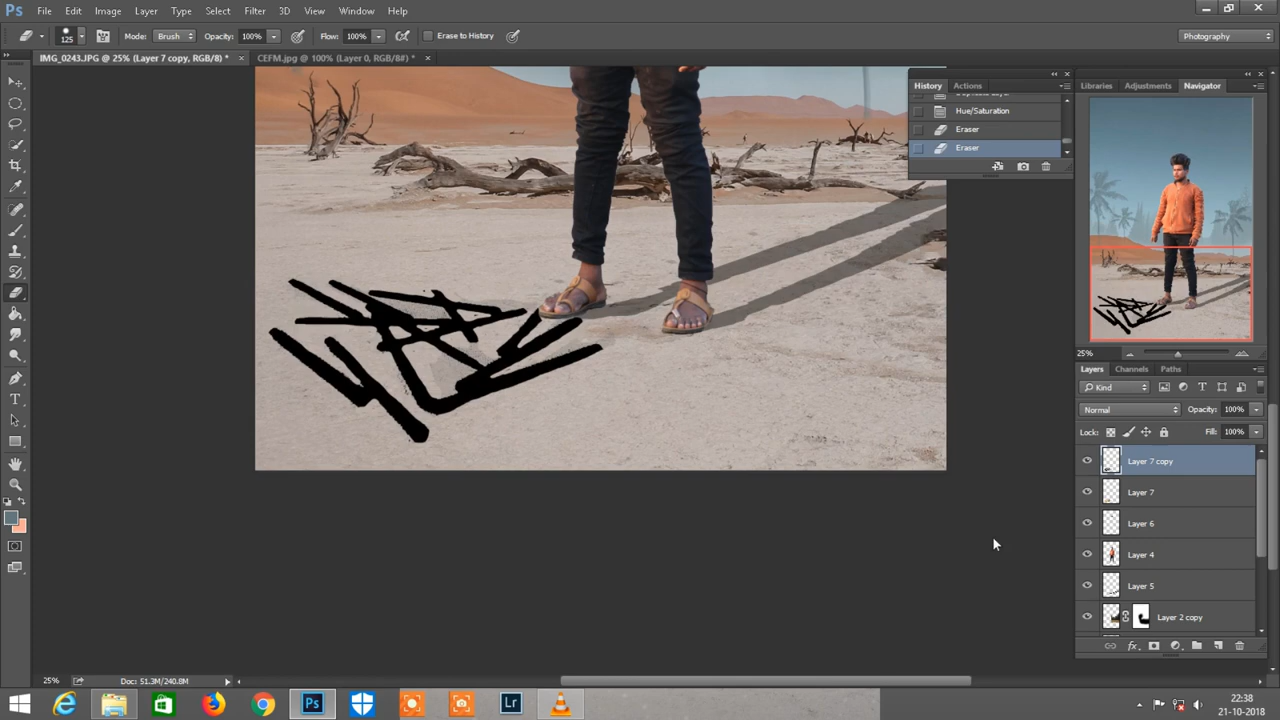 Ps File Edit Image Layer Type Select Filter 3D View Window Help
125 Mode: Brush Opacity: 100% Flow: 100% Erase to History Photography
IMG_0243.JPG @ 25% (Layer 7 copy, RGB/8) * × CEFM.jpg @ 100% (Layer 0, RGB/8#) * ×
History Actions
Hue/Saturation
Eraser
Eraser
Libraries Adjustments Navigator
25%
Layers Channels Paths
Kind
Normal Opacity: 100%
Lock: Fill: 100%
Layer 7 copy
Layer 7
Layer 6
Layer 4
Layer 5
Layer 2 copy
25% Doc: 51.3M/240.8M
Ps Lr
22:38
21-10-2018